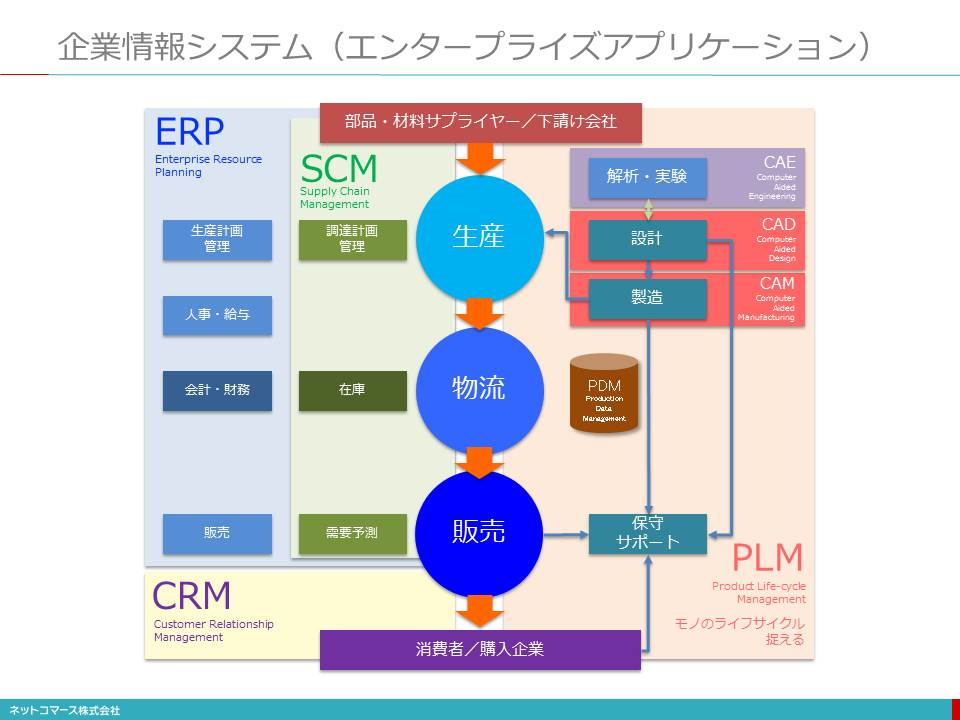 企業情報システム（エンタープライズアプリケーション）
部品・材料サプライヤー／下請け会社
ERP
Enterprise Resource
Planning
生産計画
管理
人事・給与
会計・財務
販売
SCM
Supply Chain
Management
調達計画
管理
在庫
需要予測
生産
物流
販売
CAE
Computer
Aided
Engineering
解析・実験
CAD
Computer
Aided
Design
設計
CAM
Computer
Aided
Manufacturing
製造
PDM
Production
Data
Management
保守
サポート
PLM
Product Life-cycle
Management
モノのライフサイクル
捉える
CRM
Customer Relationship
Management
消費者／購入企業
ネットコマース株式会社